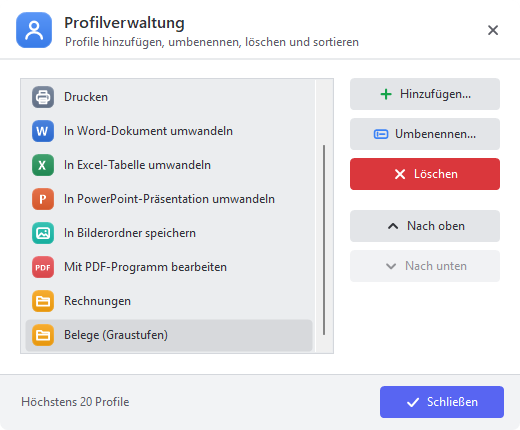 Profilverwaltung
Profile hinzufügen, umbenennen, löschen und sortieren
Drucken
W In Word-Dokument umwandeln
X In Excel-Tabelle umwandeln
P In PowerPoint-Präsentation umwandeln
In Bilderordner speichern
PDF Mit PDF-Programm bearbeiten
Rechnungen
Belege (Graustufen)
Hinzufügen...
Umbenennen...
Löschen
Nach oben
Nach unten
Höchstens 20 Profile
Schließen